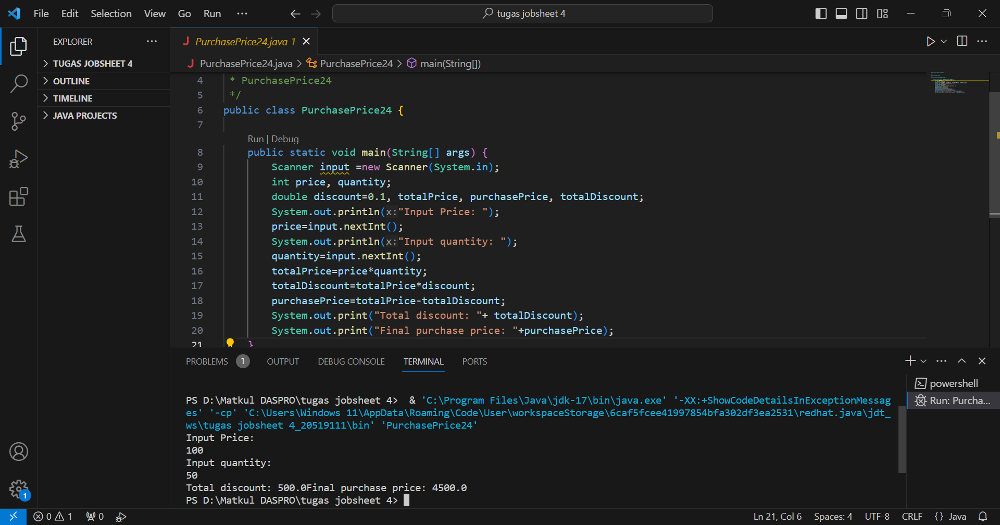 File Edit Selection View Go Run ··· tugas jobsheet 4
EXPLORER ···
TUGAS JOBSHEET 4
OUTLINE
TIMELINE
JAVA PROJECTS
J PurchasePrice24.java 1
J PurchasePrice24.java > PurchasePrice24 > main(String[])
4 * PurchasePrice24
5 */
6 public class PurchasePrice24 {
7
Run | Debug
8 public static void main(String[] args) {
9 Scanner input =new Scanner(System.in);
10 int price, quantity;
11 double discount=0.1, totalPrice, purchasePrice, totalDiscount;
12 System.out.println(x:"Input Price: ");
13 price=input.nextInt();
14 System.out.println(x:"Input quantity: ");
15 quantity=input.nextInt();
16 totalPrice=price*quantity;
17 totalDiscount=totalPrice*discount;
18 purchasePrice=totalPrice-totalDiscount;
19 System.out.print("Total discount: "+ totalDiscount);
20 System.out.print("Final purchase price: "+purchasePrice);
21 }
PROBLEMS 1 OUTPUT DEBUG CONSOLE TERMINAL PORTS
powershell
Run: Purcha...
PS D:\Matkul DASPRO\tugas jobsheet 4> & 'C:\Program Files\Java\jdk-17\bin\java.exe' '-XX:+ShowCodeDetailsInExceptionMessag
es' '-cp' 'C:\Users\Windows 11\AppData\Roaming\Code\User\workspaceStorage\6caf5fcee41997854bfa302df3ea2531\redhat.java\jdt_
ws\tugas jobsheet 4_20519111\bin' 'PurchasePrice24'
Input Price:
100
Input quantity:
50
Total discount: 500.0Final purchase price: 4500.0
PS D:\Matkul DASPRO\tugas jobsheet 4>
1
0 1 0 Ln 21, Col 6 Spaces: 4 UTF-8 CRLF {} Java